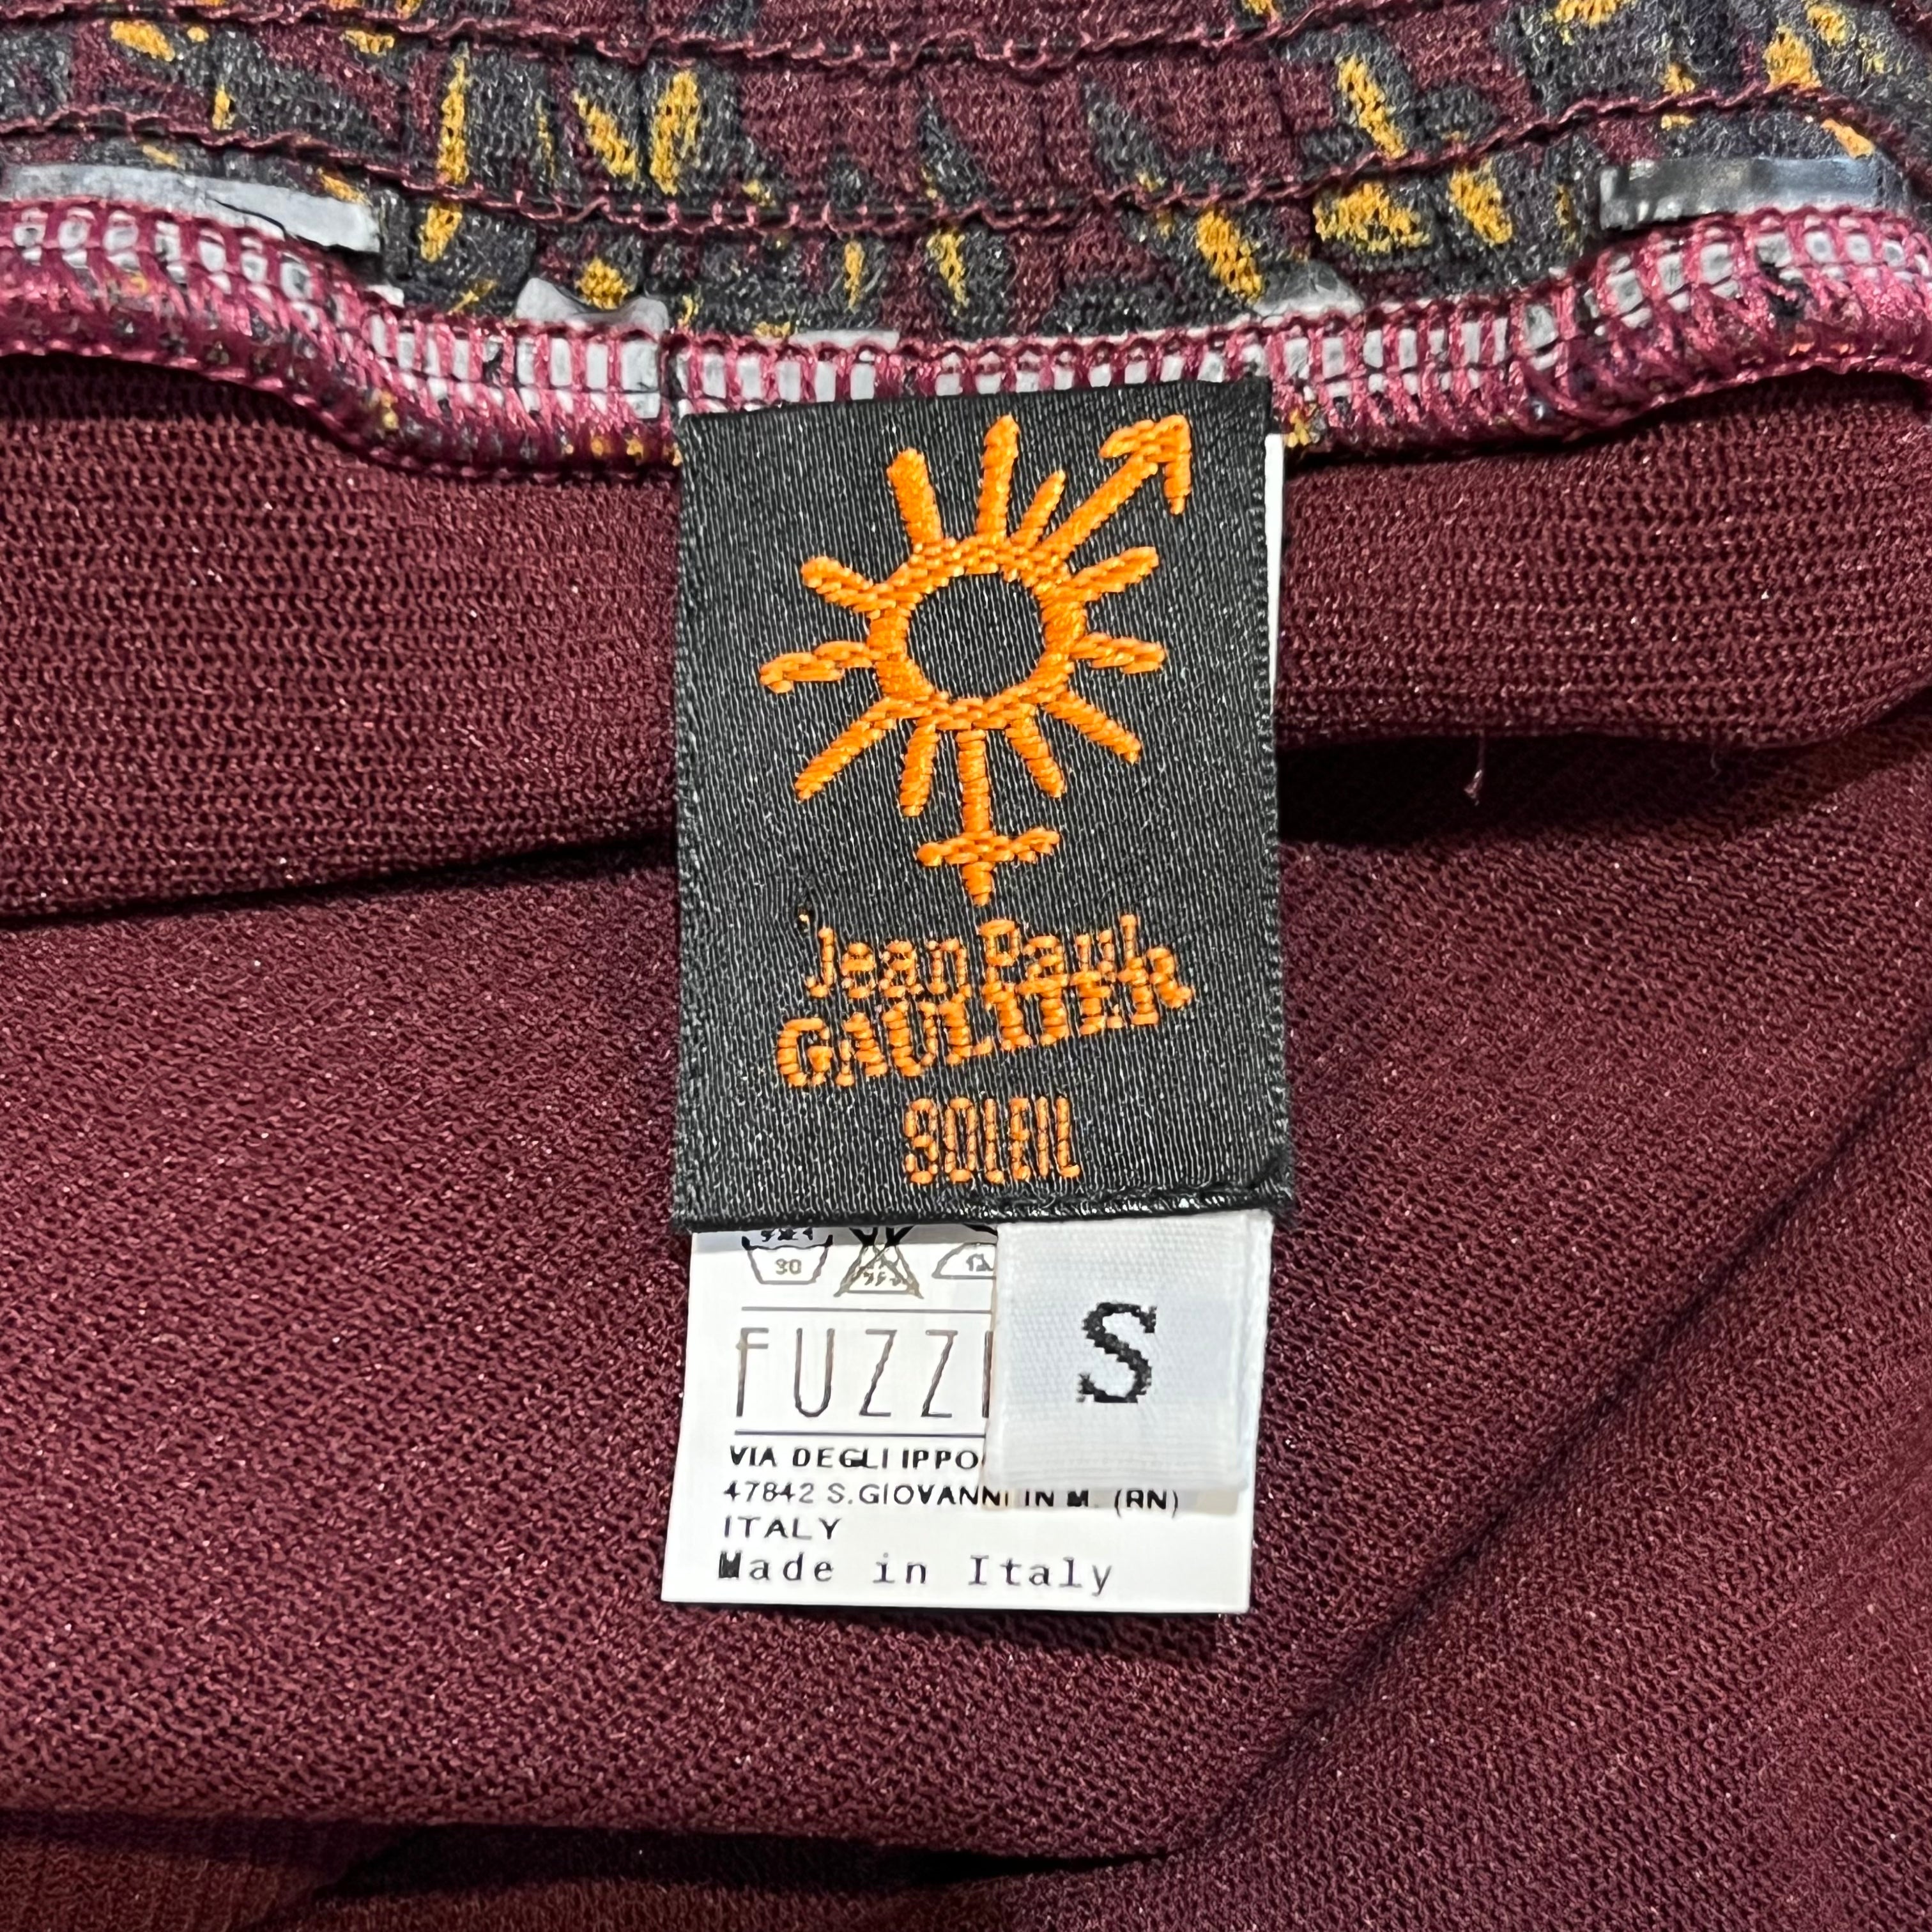 Jean Paul
GAULTIER
SOLEIL
30
FUZZI
S
VIA DEGLI IPPO
47842 S.GIOVANNI IN M. (RN)
ITALY
Made in Italy